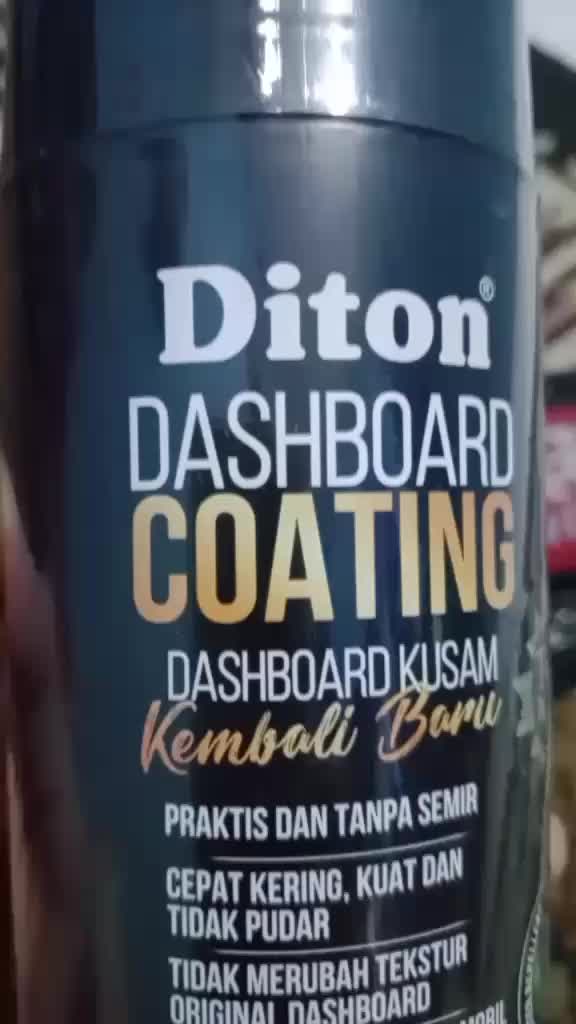 Diton®
DASHBOARD
COATING
DASHBOARD KUSAM
Kembali Baru
PRAKTIS DAN TANPA SEMIR
CEPAT KERING, KUAT DAN
TIDAK PUDAR
TIDAK MERUBAH TEKSTUR
ORIGINAL DASHBOARD
MOBIL